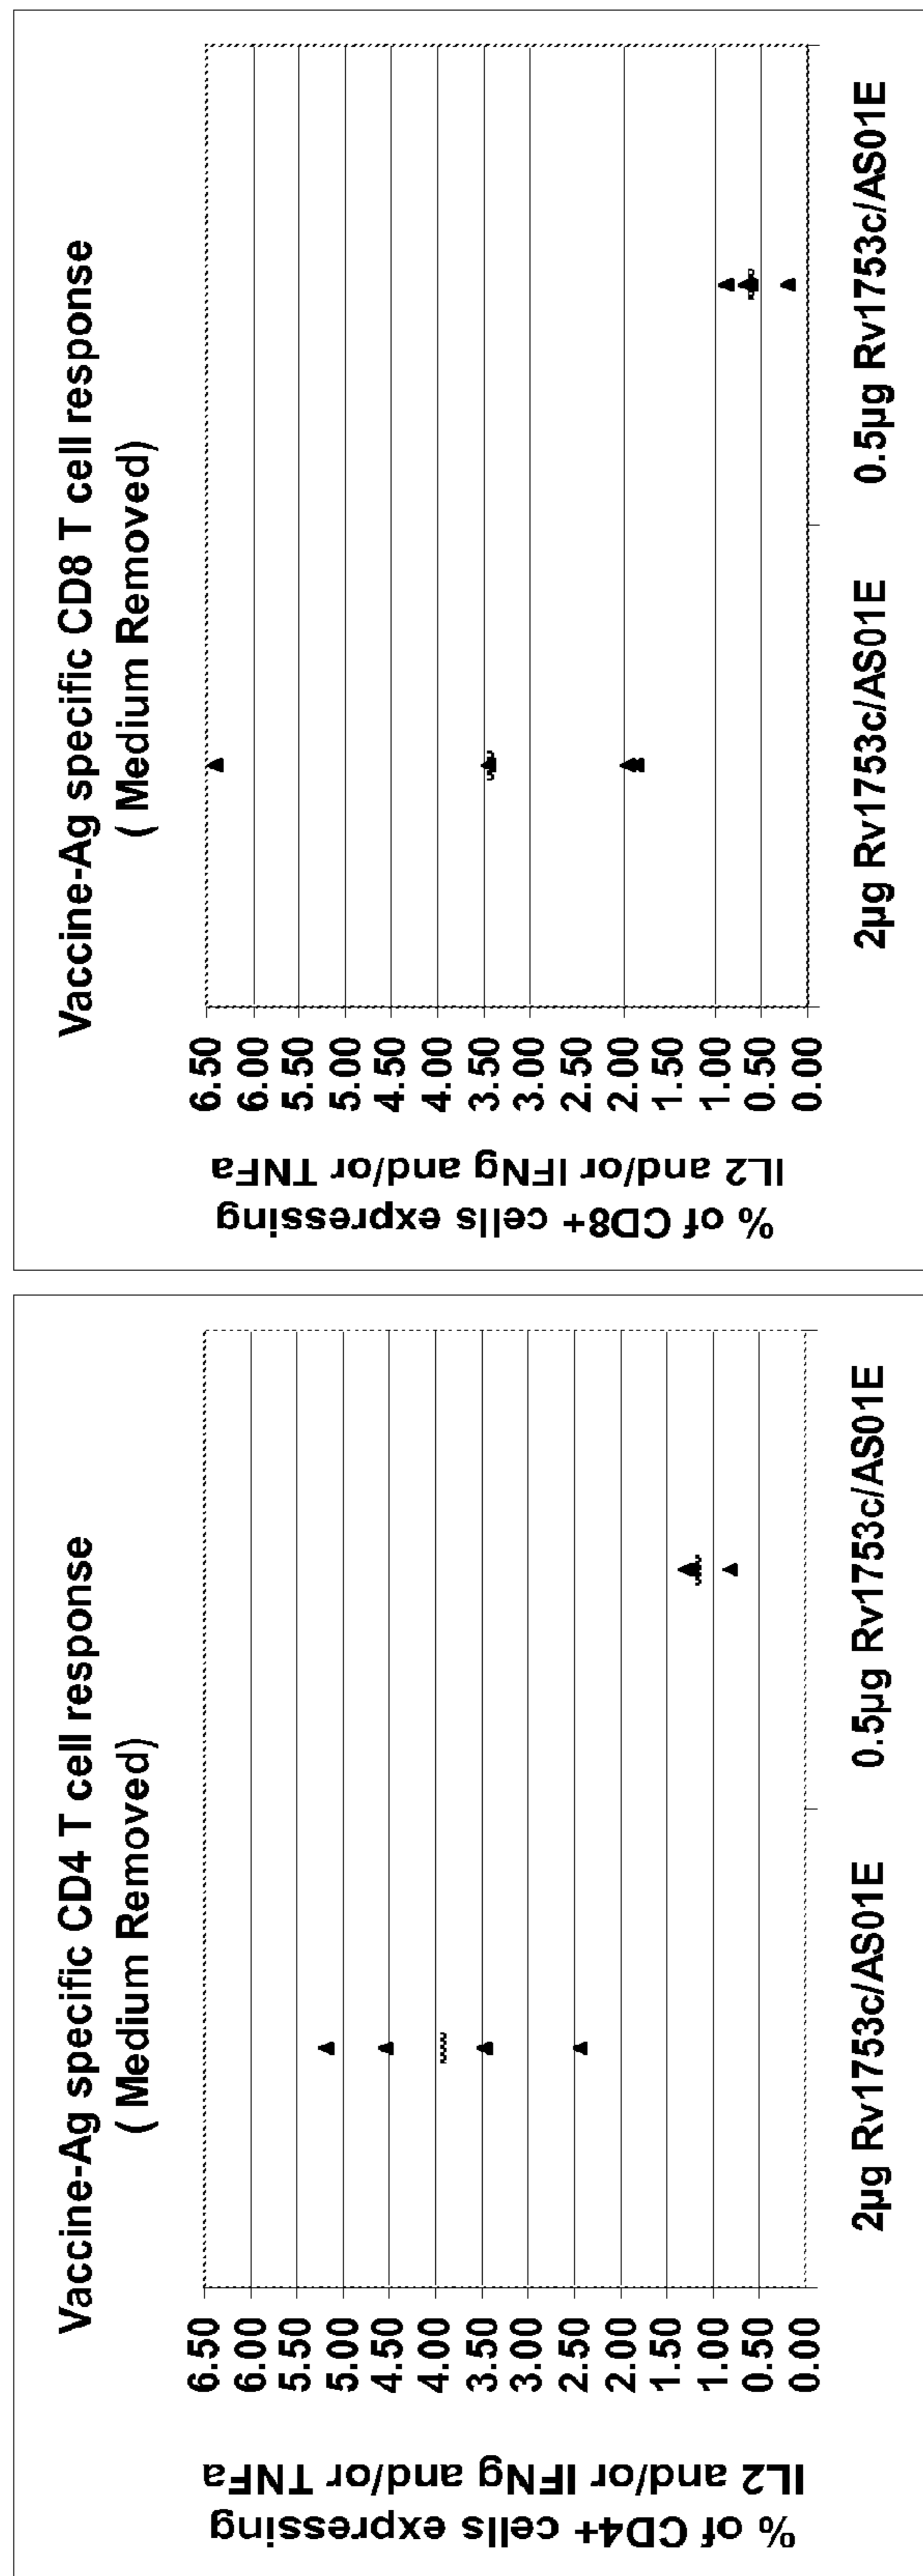 Vaccine-Ag specific CD4 T cell response
( Medium Removed)
% of CD4+ cells expressing
IL2 and/or IFNg and/or TNFa
6.50
6.00
5.50
5.00
4.50
4.00
3.50
3.00
2.50
2.00
1.50
1.00
0.50
0.00
2µg Rv1753c/AS01E
0.5µg Rv1753c/AS01E
Vaccine-Ag specific CD8 T cell response
( Medium Removed)
% of CD8+ cells expressing
IL2 and/or IFNg and/or TNFa
6.50
6.00
5.50
5.00
4.50
4.00
3.50
3.00
2.50
2.00
1.50
1.00
0.50
0.00
2µg Rv1753c/AS01E
0.5µg Rv1753c/AS01E